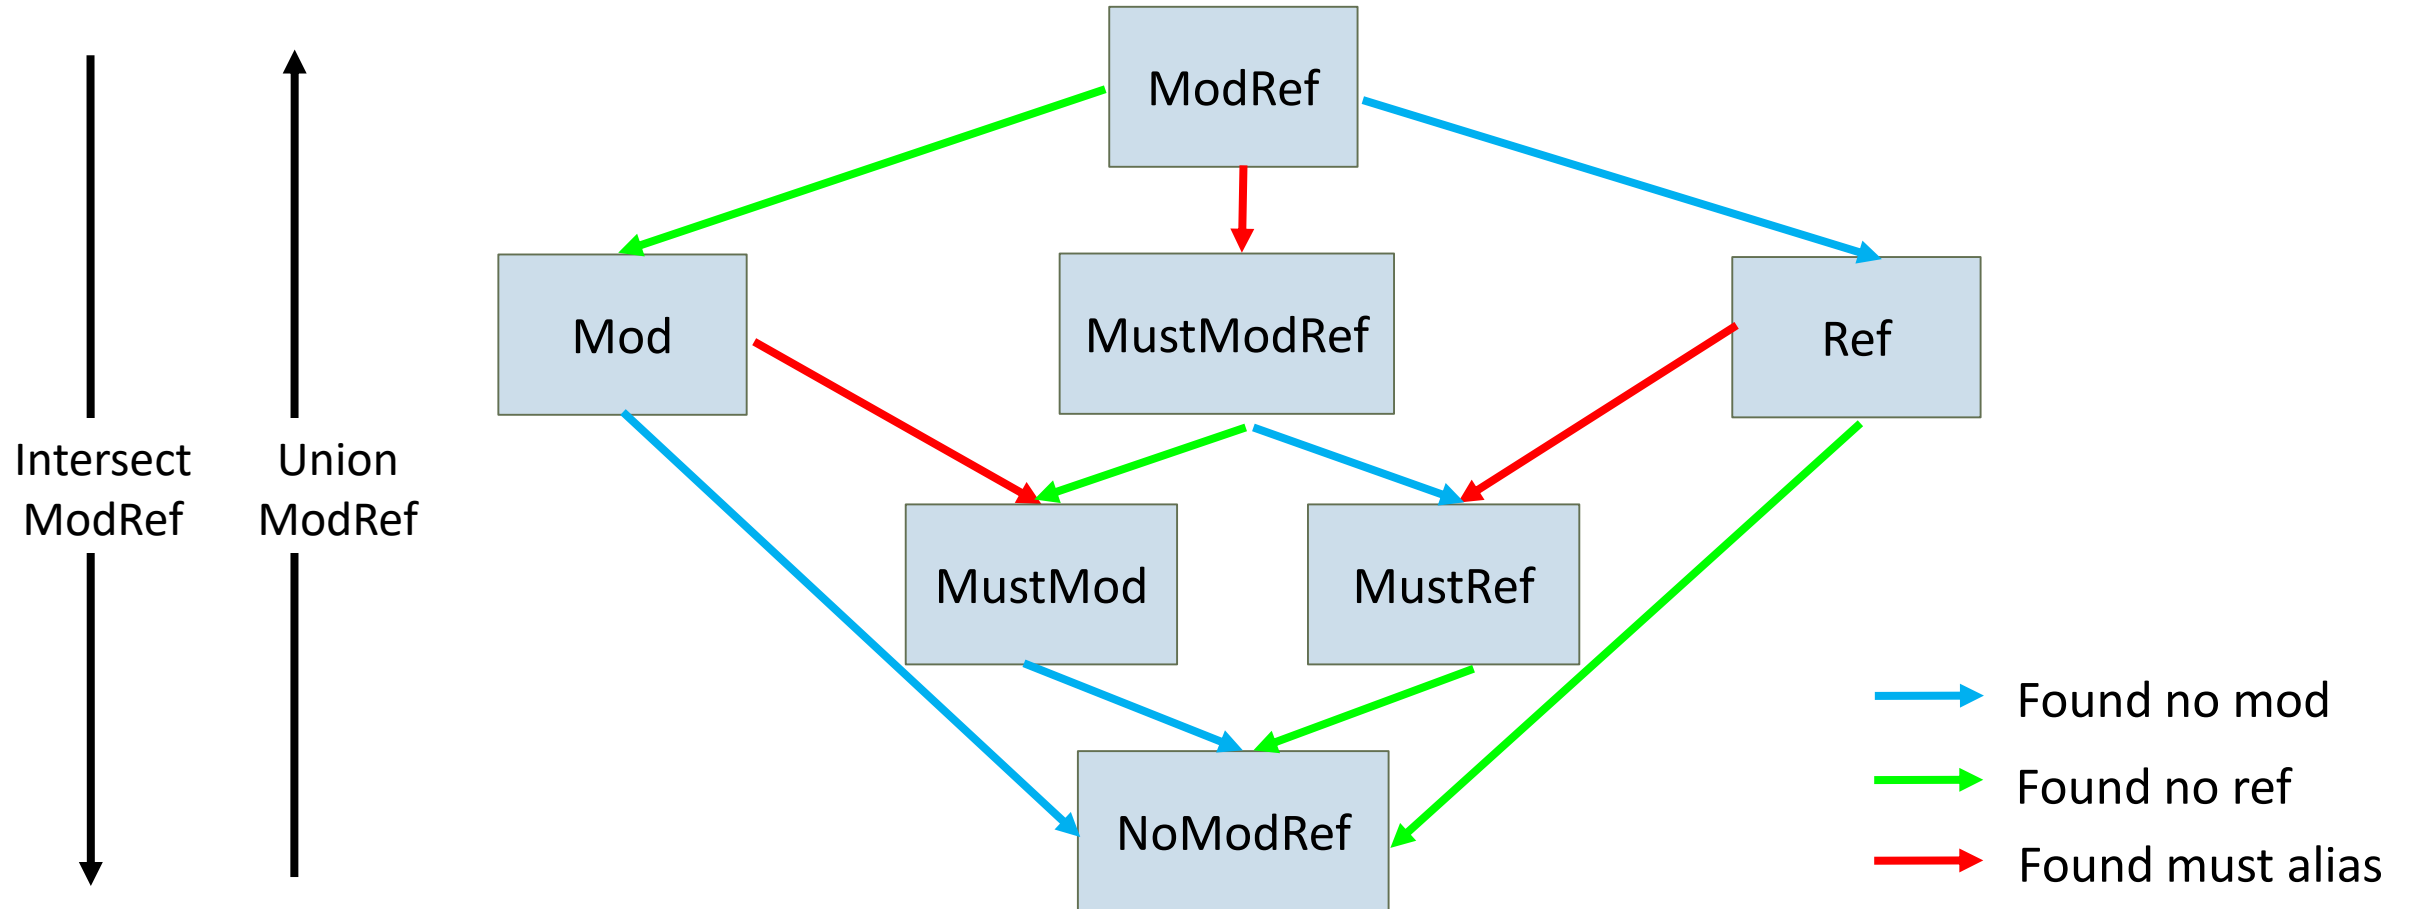 ModRef
Mod
MustModRef
Ref
Intersect
ModRef
Union
ModRef
MustMod
MustRef
NoModRef
Found no mod
Found no ref
Found must alias